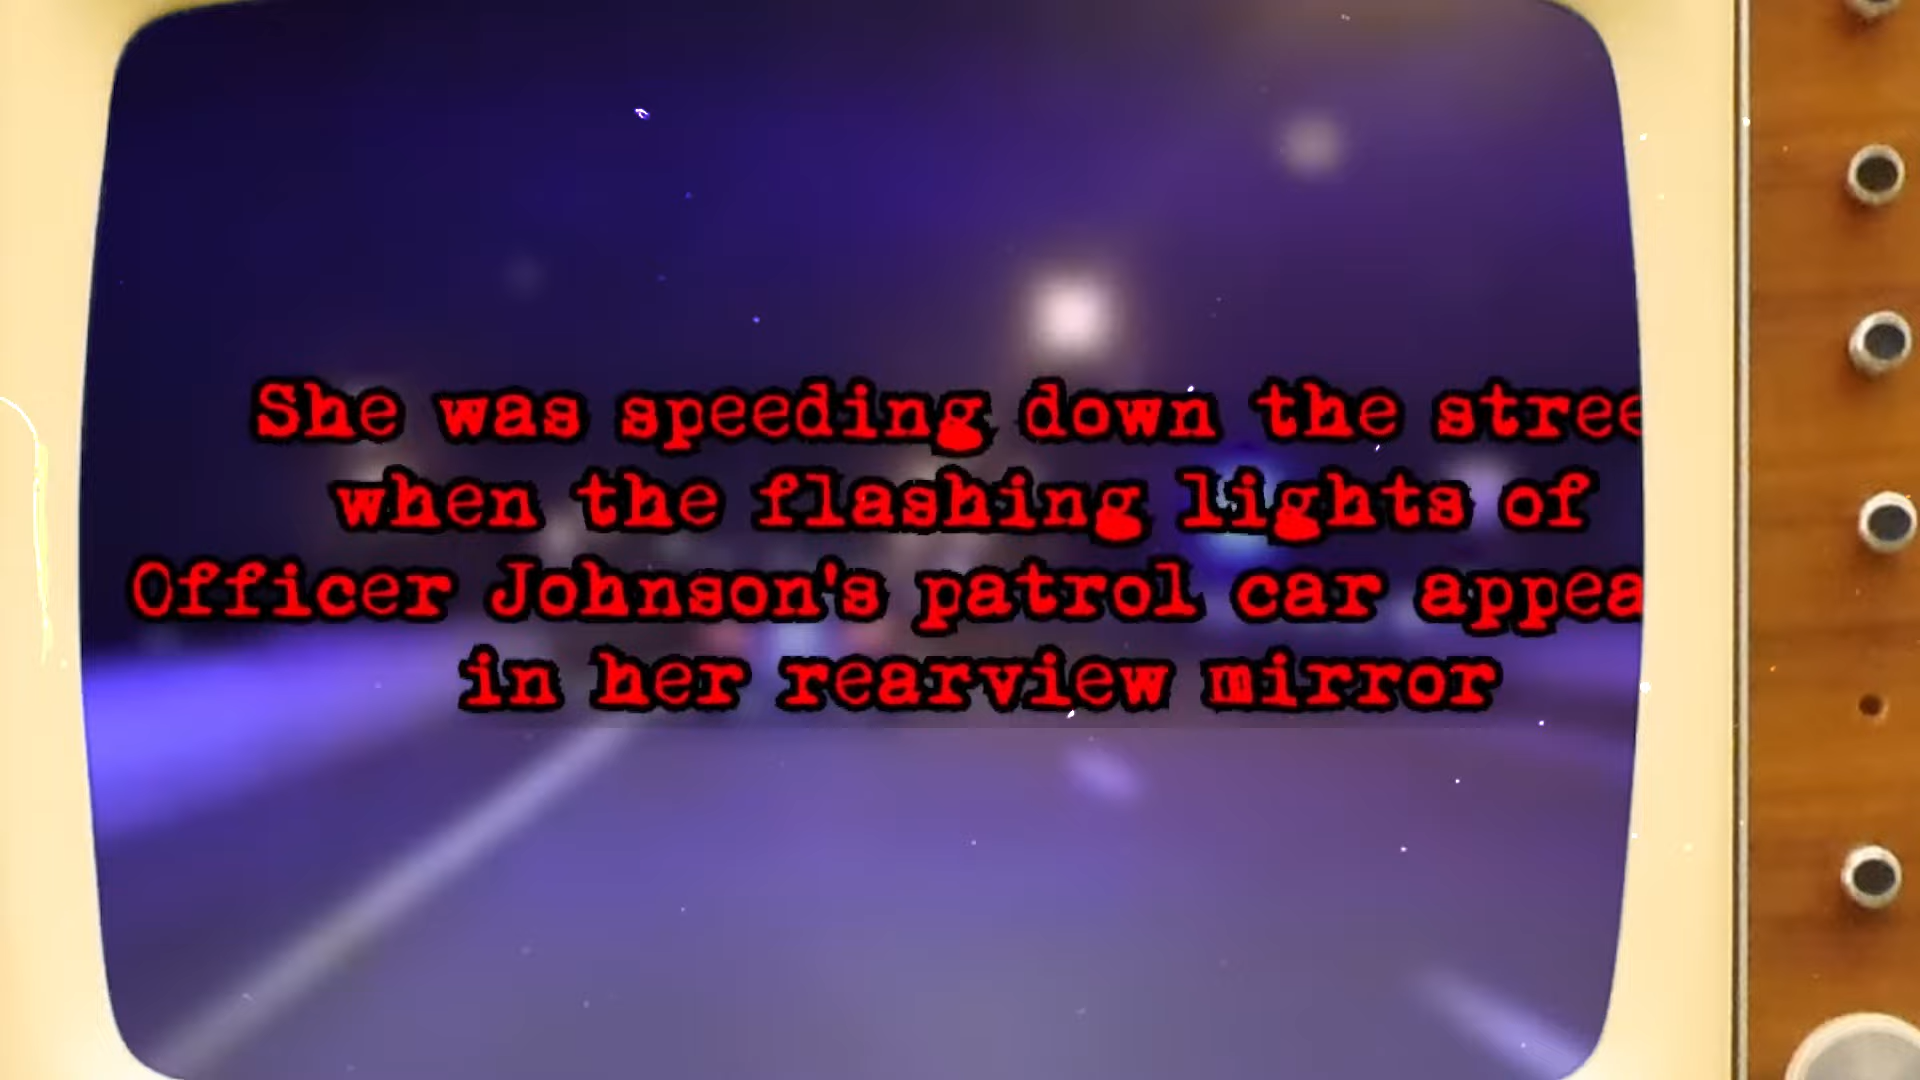 She was speeding down the stree
when the flashing lights of
Officer Johnson's patrol car appea
in her rearview mirror